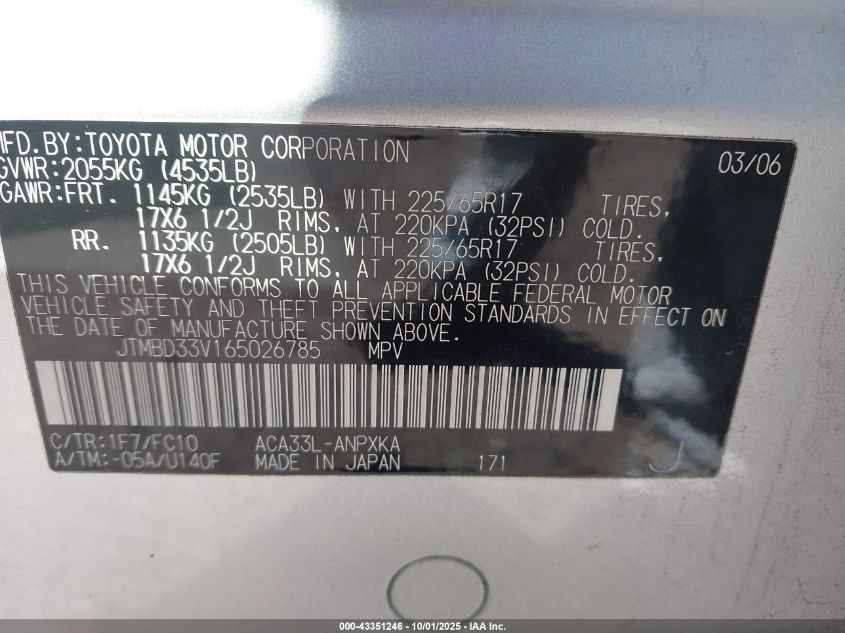 MFD.BY:TOYOTA MOTOR CORPORATION 03/06
GVWR:2055KG (4535LB)
GAWR:FRT. 1145KG (2535LB) WITH 225/65R17 TIRES,
17X6 1/2J RIMS, AT 220KPA (32PSI) COLD.
RR. 1135KG (2505LB) WITH 225/65R17 TIRES,
17X6 1/2J RIMS, AT 220KPA (32PSI) COLD.
THIS VEHICLE CONFORMS TO ALL APPLICABLE FEDERAL MOTOR
VEHICLE SAFETY AND THEFT PREVENTION STANDARDS IN EFFECT ON
THE DATE OF MANUFACTURE SHOWN ABOVE.
JTMBD33V165026785 MPV
C/TR:1F7/FC10 ACA33L-ANPXKA
A/TM:-05A/U140F MADE IN JAPAN 171 J
000-43351246 - 10/01/2025 - IAA Inc.